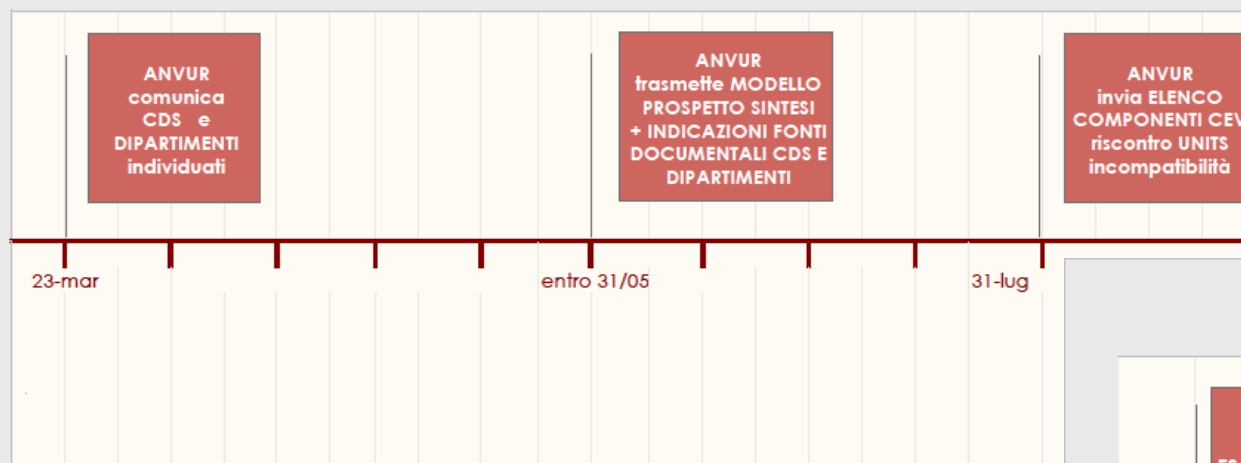 ANVUR
comunica
CDS e
DIPARTIMENTI
individuati
ANVUR
trasmette MODELLO
PROSPETTO SINTESI
+ INDICAZIONI FONTI
DOCUMENTALI CDS E
DIPARTIMENTI
ANVUR
invia ELENCO
COMPONENTI CEV
riscontro UNITS
incompatibilità
23-mar
entro 31/05
31-lug